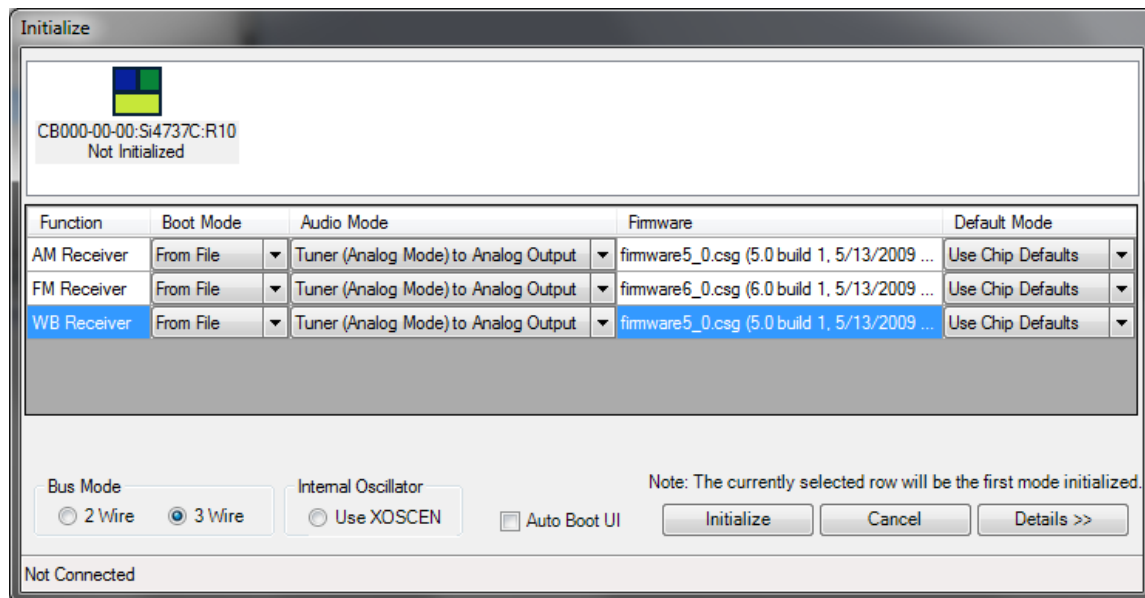 Initialize
CB000-00-00:Si4737C:R10
Not Initialized
Function Boot Mode Audio Mode Firmware Default Mode
AM Receiver From File Tuner (Analog Mode) to Analog Output firmware5_0.csg (5.0 build 1, 5/13/2009 ... Use Chip Defaults
FM Receiver From File Tuner (Analog Mode) to Analog Output firmware6_0.csg (6.0 build 1, 5/13/2009 ... Use Chip Defaults
WB Receiver From File Tuner (Analog Mode) to Analog Output firmware5_0.csg (5.0 build 1, 5/13/2009 ... Use Chip Defaults
Note: The currently selected row will be the first mode initialized.
Bus Mode Internal Oscillator
2 Wire 3 Wire Use XOSCEN Auto Boot UI Initialize Cancel Details >>
Not Connected